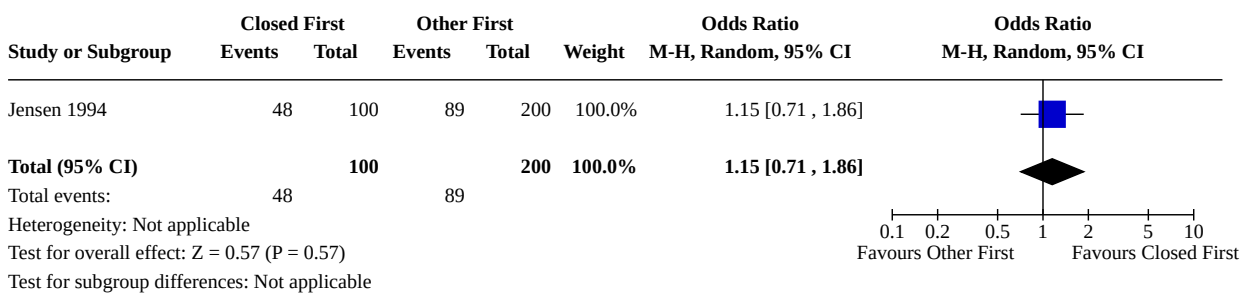 Closed First Other First Odds Ratio Odds Ratio
Study or Subgroup Events Total Events Total Weight M-H, Random, 95% CI M-H, Random, 95% CI
Jensen 1994 48 100 89 200 100.0% 1.15 [0.71 , 1.86]
Total (95% CI) 100 200 100.0% 1.15 [0.71 , 1.86]
Total events: 48 89
Heterogeneity: Not applicable
0.1 0.2 0.5 1 2 5 10
Test for overall effect: Z = 0.57 (P = 0.57) Favours Other First Favours Closed First
Test for subgroup differences: Not applicable